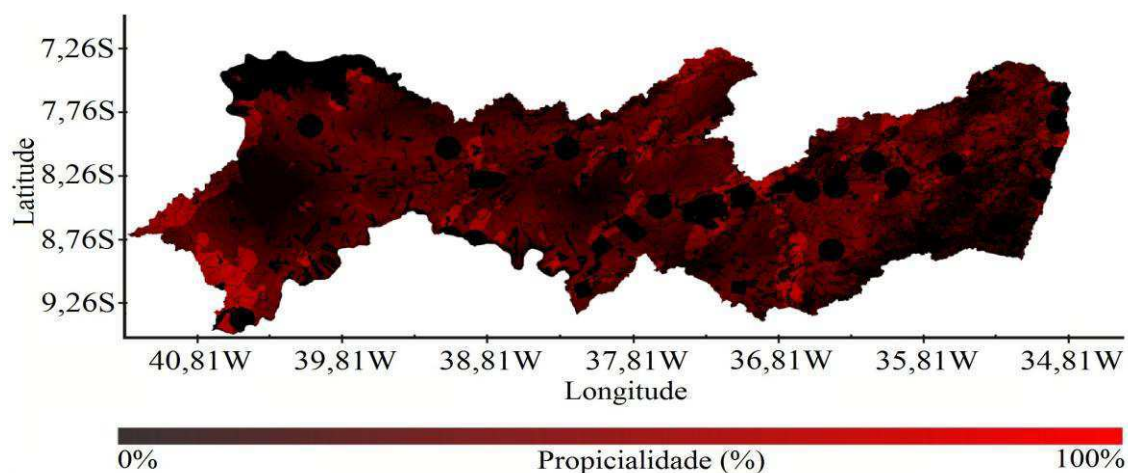 7,26S
7,76S
8,26S
8,76S
9,26S
Latitude
40,81W 39,81W 38,81W 37,81W 36,81W 35,81W 34,81W
Longitude
0% Propicialidade (%) 100%